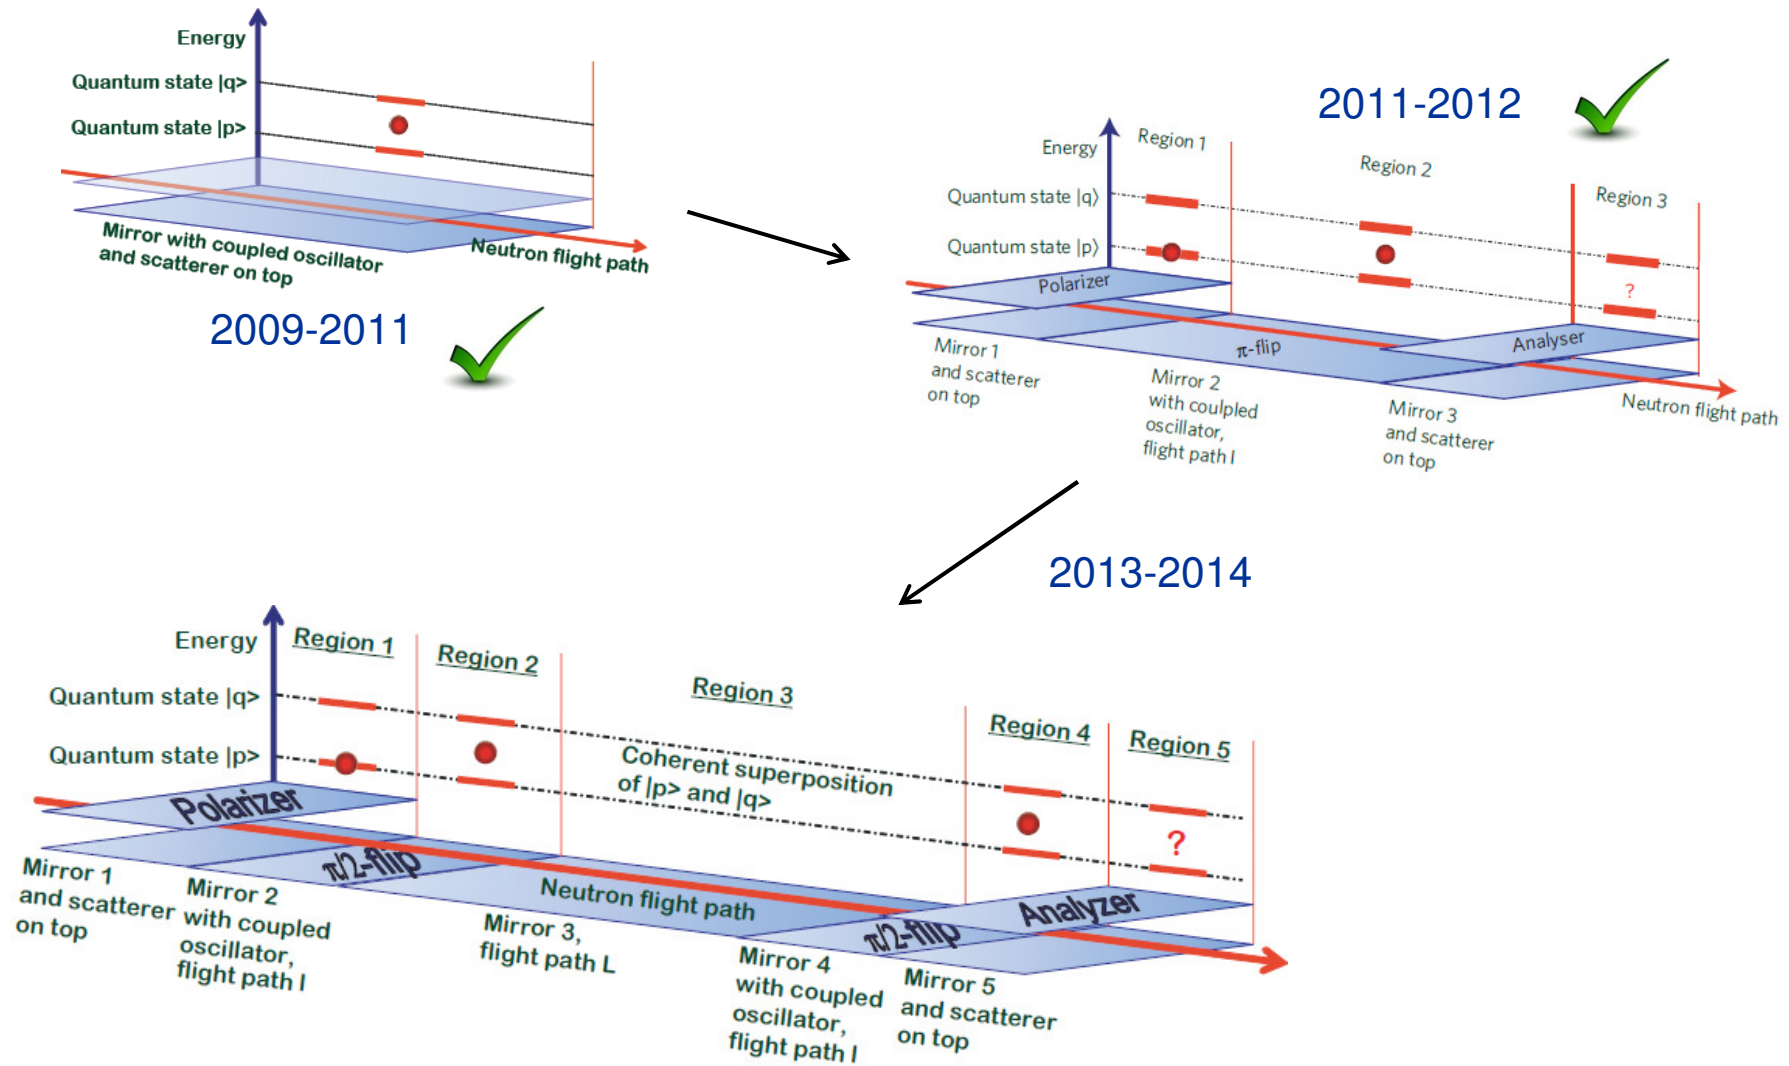 Energy
Quantum state |q>
Quantum state |p>
Mirror with coupled oscillator
and scatterer on top
Neutron flight path
2009-2011
2011-2012
Energy
Region 1
Region 2
Region 3
Quantum state |q⟩
Quantum state |p⟩
?
Polarizer
π-flip
Analyser
Mirror 1
and scatterer
on top
Mirror 2
with coulpled
oscillator,
flight path l
Mirror 3
and scatterer
on top
Neutron flight path
2013-2014
Energy
Region 1
Region 2
Region 3
Region 4
Region 5
Quantum state |q>
Quantum state |p>
Coherent superposition
of |p> and |q>
?
Polarizer
π/2-flip
Neutron flight path
π/2-flip
Analyzer
Mirror 1
and scatterer
on top
Mirror 2
with coupled
oscillator,
flight path l
Mirror 3,
flight path L
Mirror 4
with coupled
oscillator,
flight path l
Mirror 5
and scatterer
on top